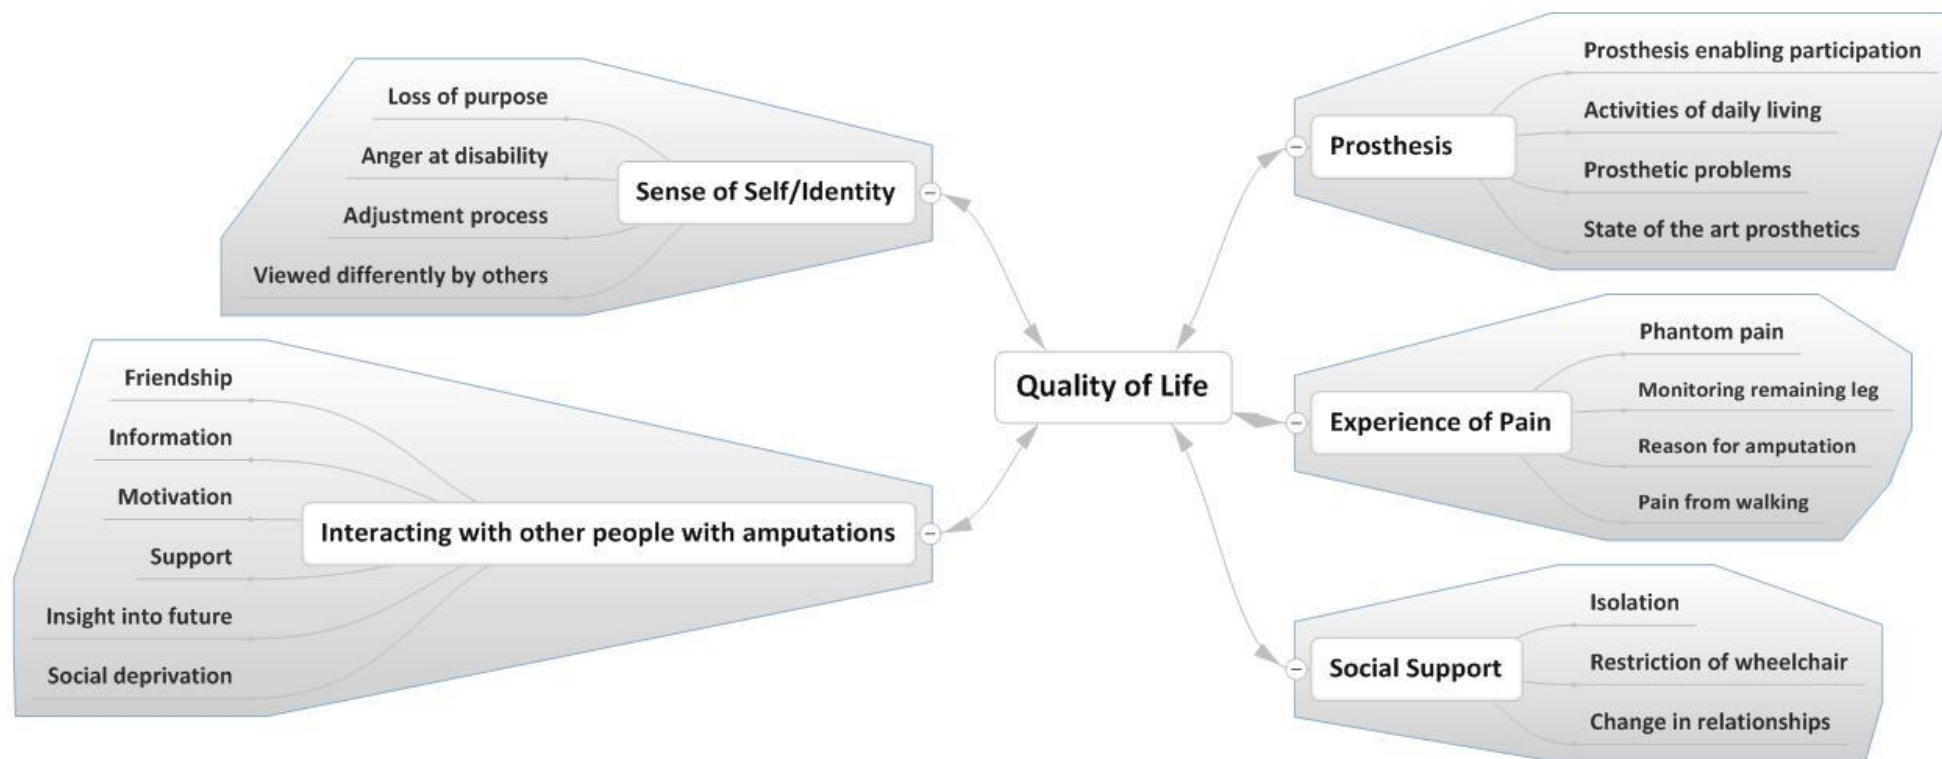 Loss of purpose
Anger at disability
Adjustment process
Viewed differently by others
Sense of Self/Identity
Friendship
Information
Motivation
Support
Insight into future
Social deprivation
Interacting with other people with amputations
Quality of Life
Prosthesis
Prosthesis enabling participation
Activities of daily living
Prosthetic problems
State of the art prosthetics
Experience of Pain
Phantom pain
Monitoring remaining leg
Reason for amputation
Pain from walking
Social Support
Isolation
Restriction of wheelchair
Change in relationships